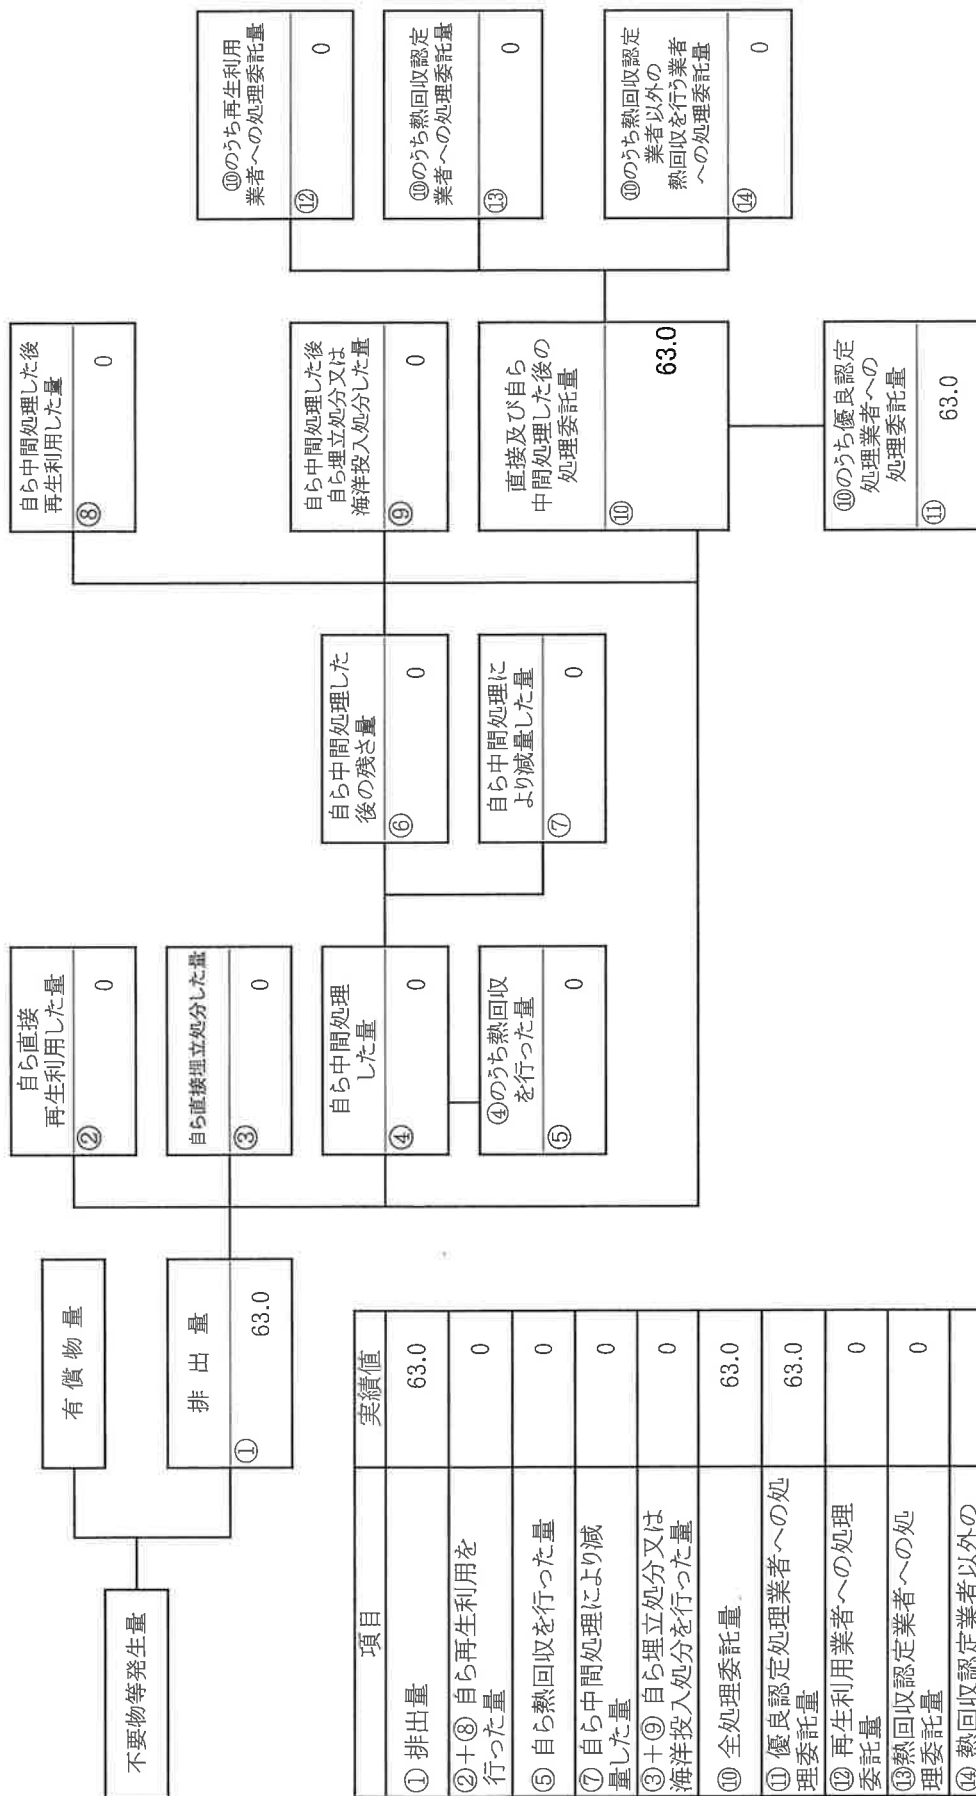 不要物等発生量
有 償 物 量
排 出 量
①
63.0
自ら直接
再生利用した量
②
0
自ら直接埋立処分した量
③
0
自ら中間処理
した量
④
0
④のうち熱回収
を行った量
⑤
0
自ら中間処理した
後の残さ量
⑥
0
自ら中間処理に
より減量した量
⑦
0
自ら中間処理した後
再生利用した量
⑧
0
自ら中間処理した後
自ら埋立処分又は
海洋投入処分した量
⑨
0
直接及び自ら
中間処理した後の
処理委託量
⑩
63.0
⑩のうち優良認定
処理業者への
処理委託量
⑪
63.0
⑩のうち再生利用
業者への処理委託量
⑫
0
⑩のうち熱回収認定
業者への処理委託量
⑬
0
⑩のうち熱回収認定
業者以外の
熱回収を行う業者
への処理委託量
⑭
0
項目 実績値
① 排出量 63.0
②+⑧ 自ら再生利用を
行った量 0
⑤ 自ら熱回収を行った量 0
⑦ 自ら中間処理により減
量した量 0
③+⑨ 自ら埋立処分又は
海洋投入処分を行った量 0
⑩ 全処理委託量 63.0
⑪ 優良認定処理業者への処
理委託量 63.0
⑫ 再生利用業者への処理
委託量 0
⑬熱回収認定業者への処
理委託量 0
⑭ 熱回収認定業者以外の